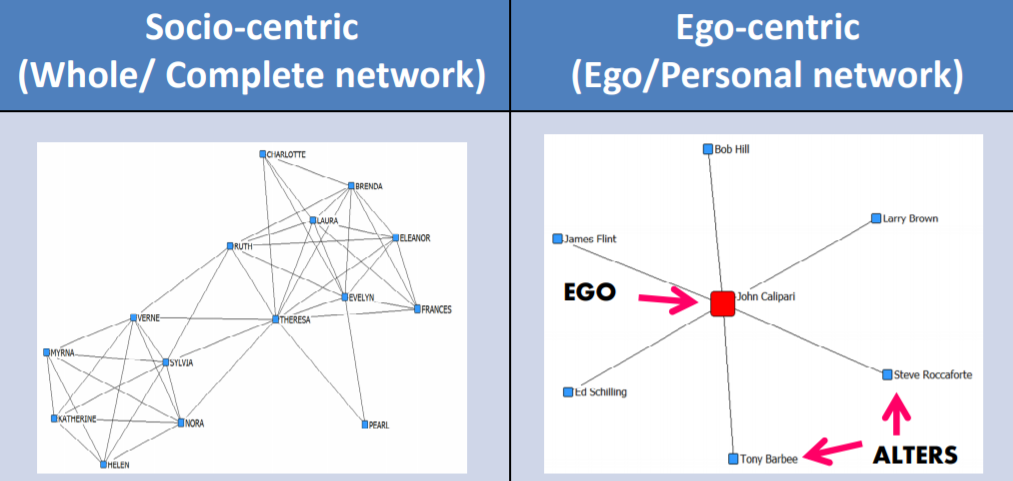 Socio-centric
(Whole/ Complete network)
Ego-centric
(Ego/Personal network)
CHARLOTTE
BRENDA
LAURA
ELEANOR
RUTH
EVELYN
FRANCES
VERNE
THERESA
MYRNA
SYLVIA
KATHERINE
NORA
PEARL
HELEN
Bob Hill
Larry Brown
James Flint
EGO
John Calipari
Steve Roccaforte
Ed Schilling
Tony Barbee
ALTERS